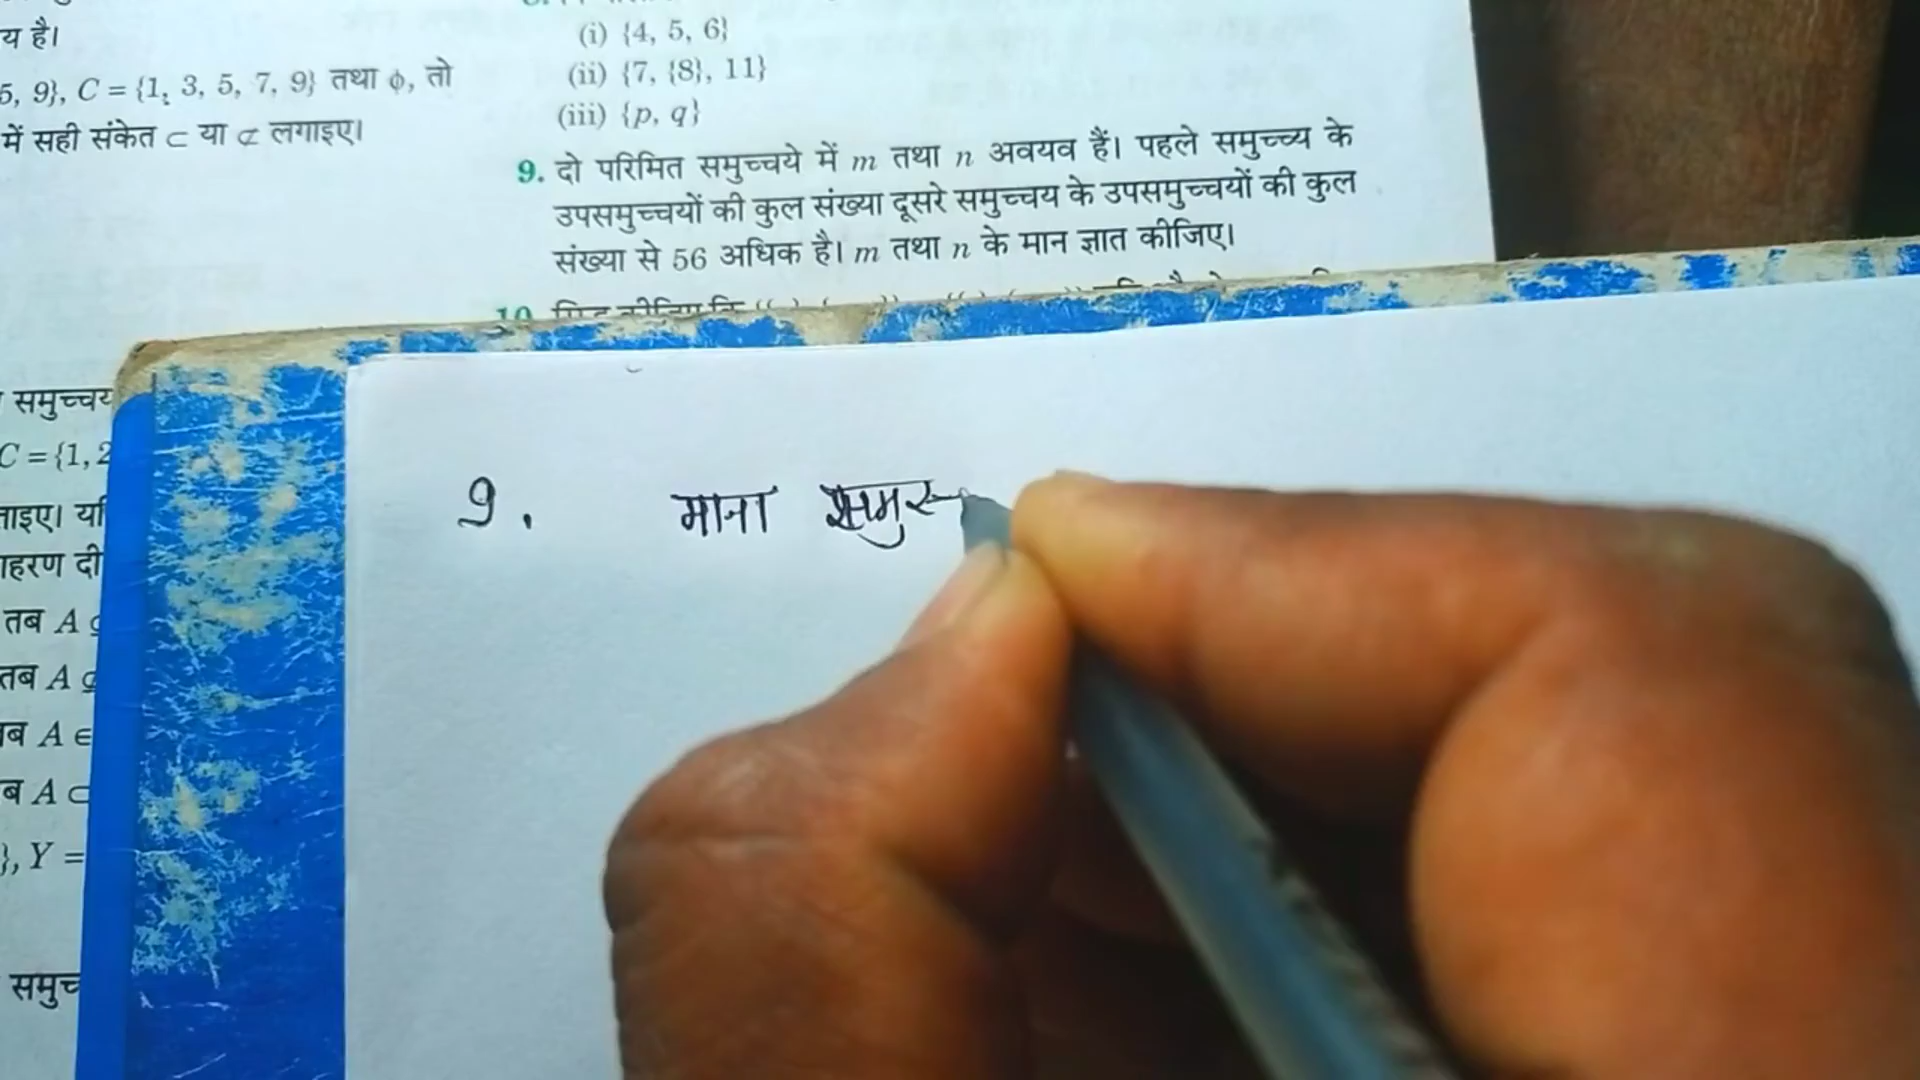 य है।
5, 9}, C = {1, 3, 5, 7, 9} तथा ϕ, तो
में सही संकेत ⊂ या ⊄ लगाइए।
समुच्चय
C = {1, 2
ताइए। यदि
ाहरण दी
तब A
तब A
ब A ∈
ब A ⊂
}, Y =
समुच्
(i) {4, 5, 6}
(ii) {7, {8}, 11}
(iii) {p, q}
9. दो परिमित समुच्चये में m तथा n अवयव हैं। पहले समुच्च्य के
उपसमुच्चयों की कुल संख्या दूसरे समुच्चय के उपसमुच्चयों की कुल
संख्या से 56 अधिक है। m तथा n के मान ज्ञात कीजिए।
10
9. माना समुच